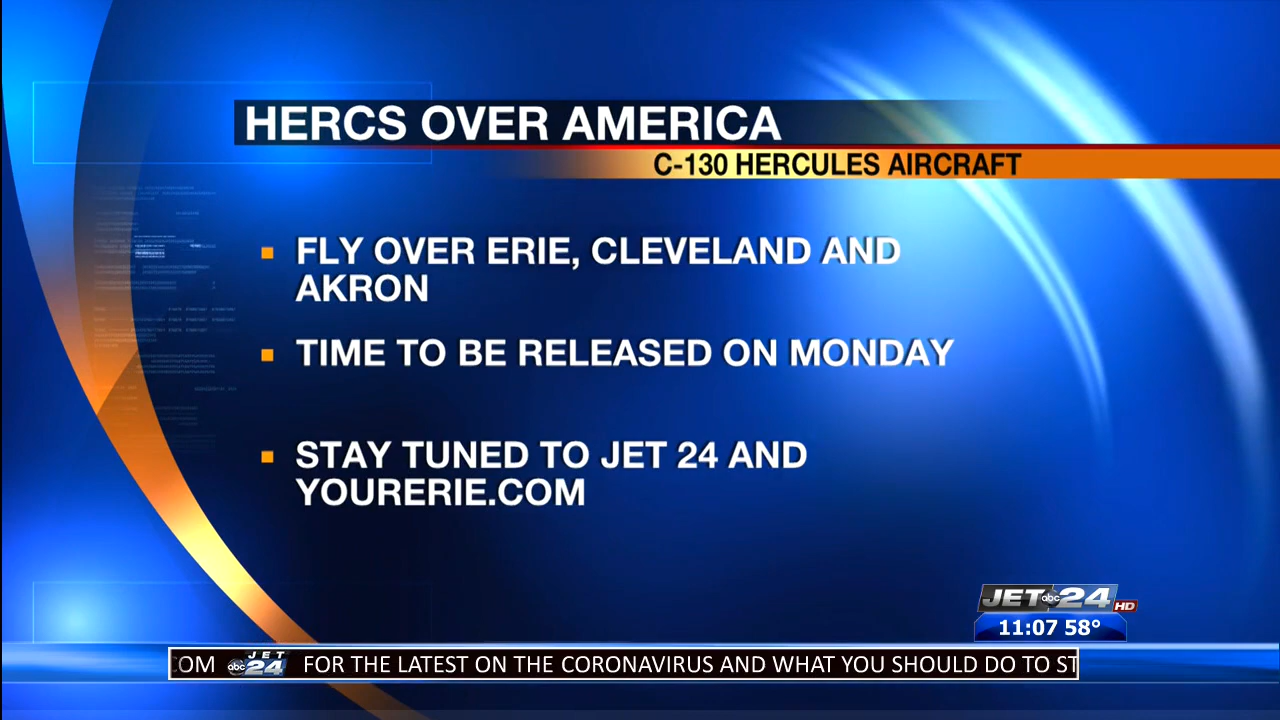 HERCS OVER AMERICA
C-130 HERCULES AIRCRAFT
FLY OVER ERIE, CLEVELAND AND
AKRON
TIME TO BE RELEASED ON MONDAY
STAY TUNED TO JET 24 AND
YOURERIE.COM
JET abc 24 HD
11:07 58°
OM abc JET 24 FOR THE LATEST ON THE CORONAVIRUS AND WHAT YOU SHOULD DO TO ST